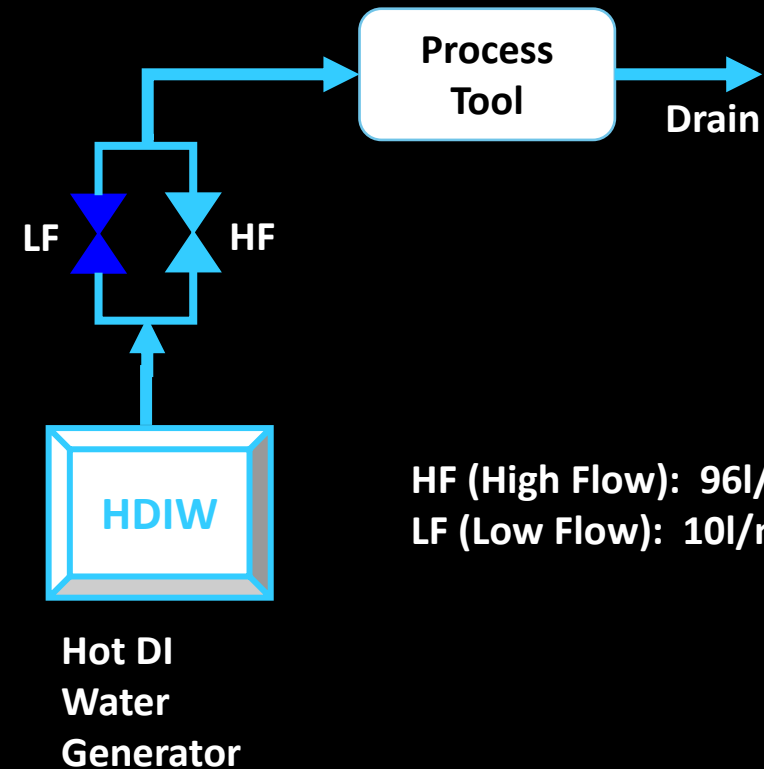 Process
Tool
Drain
LF
HF
HDIW
HF (High Flow): 96l/
LF (Low Flow): 10l/
Hot DI
Water
Generator